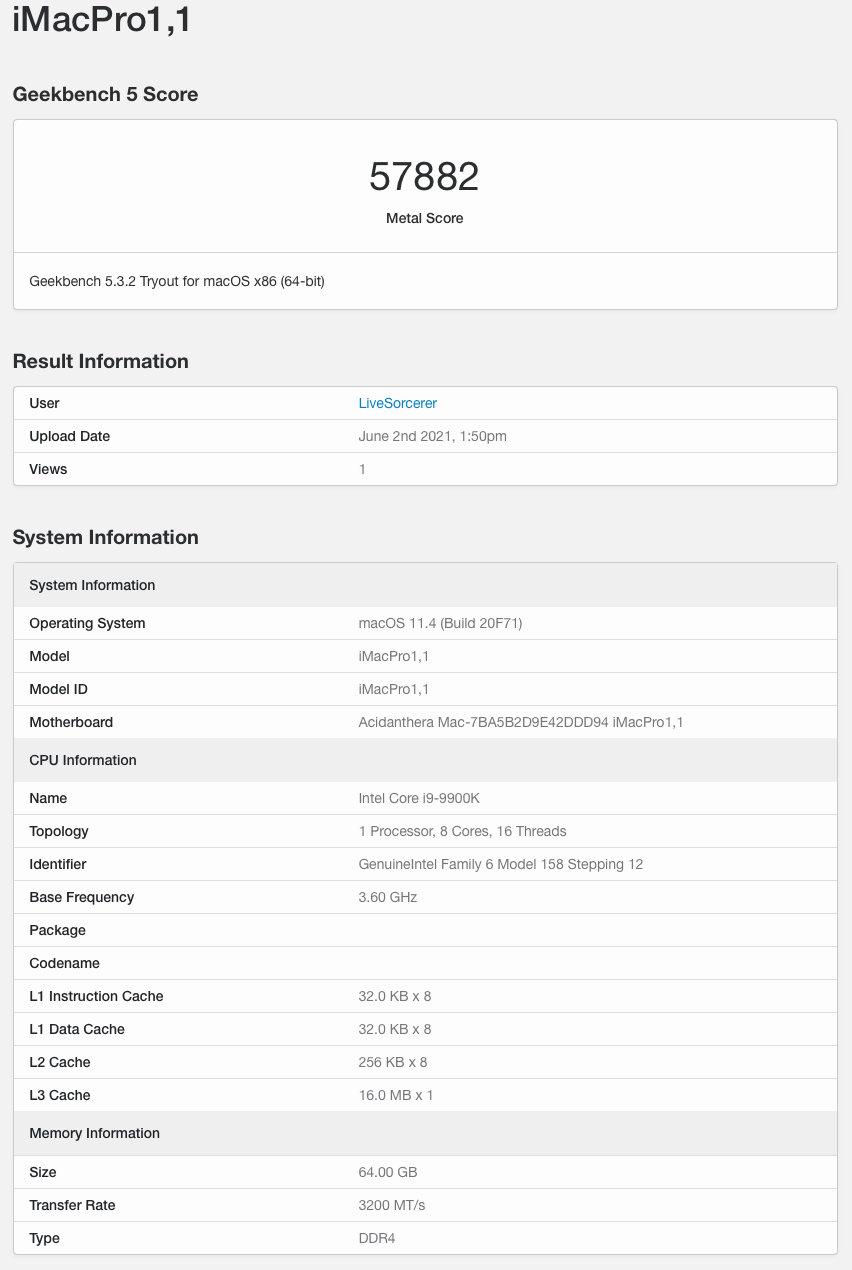 iMacPro1,1
Geekbench 5 Score
57882
Metal Score
Geekbench 5.3.2 Tryout for macOS x86 (64-bit)
Result Information
User LiveSorcerer
Upload Date June 2nd 2021, 1:50pm
Views 1
System Information
System Information
Operating System macOS 11.4 (Build 20F71)
Model iMacPro1,1
Model ID iMacPro1,1
Motherboard Acidanthera Mac-7BA5B2D9E42DDD94 iMacPro1,1
CPU Information
Name Intel Core i9-9900K
Topology 1 Processor, 8 Cores, 16 Threads
Identifier GenuineIntel Family 6 Model 158 Stepping 12
Base Frequency 3.60 GHz
Package
Codename
L1 Instruction Cache 32.0 KB x 8
L1 Data Cache 32.0 KB x 8
L2 Cache 256 KB x 8
L3 Cache 16.0 MB x 1
Memory Information
Size 64.00 GB
Transfer Rate 3200 MT/s
Type DDR4